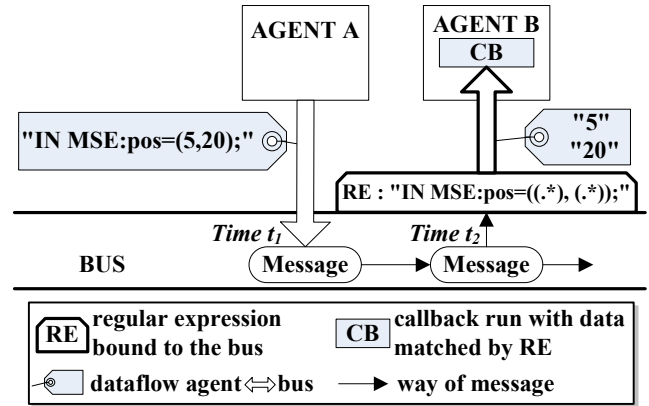 AGENT A
AGENT B
CB
"IN MSE:pos=(5,20);"
"5"
"20"
RE : "IN MSE:pos=((.*), (.*));"
Time t1
Time t2
BUS
Message
Message
RE
regular expression
bound to the bus
CB
callback run with data
matched by RE
dataflow agent⇔bus
way of message